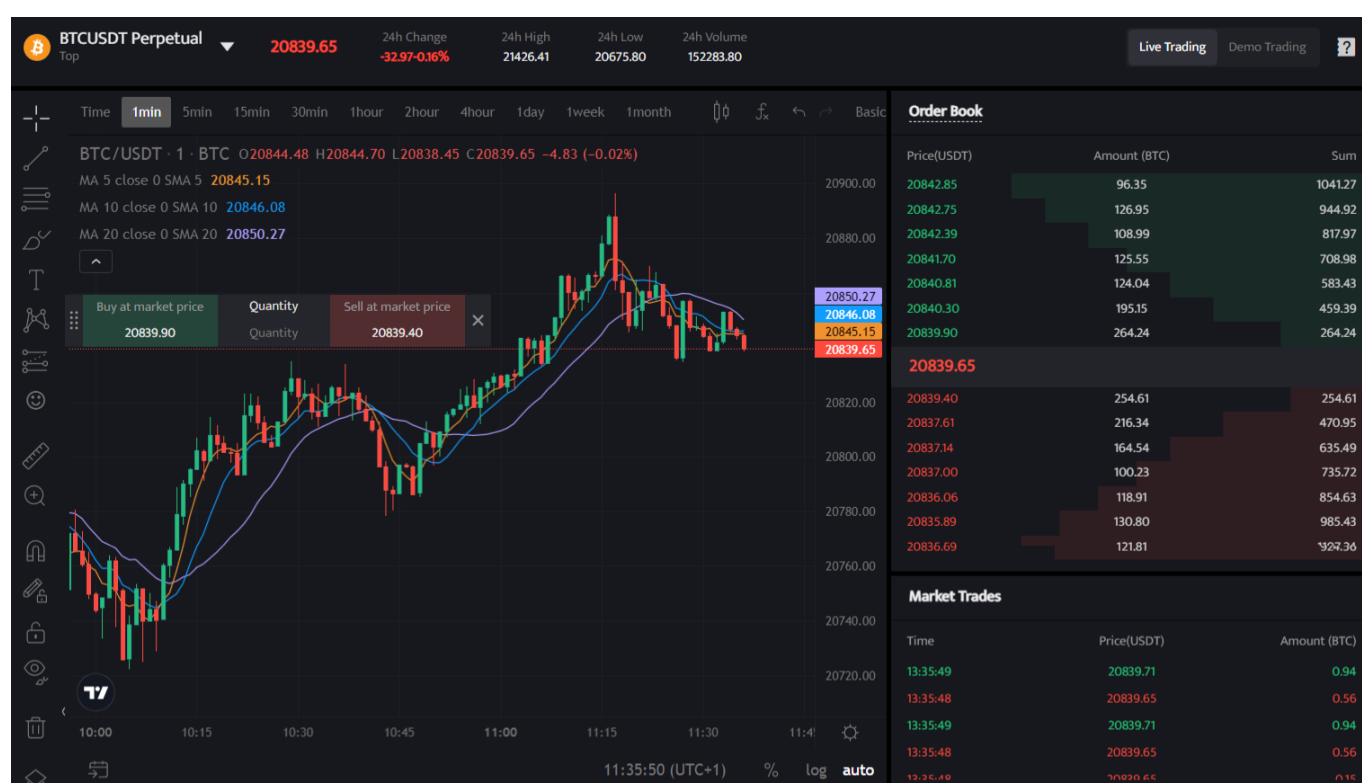 BTCUSDT Perpetual 20839.65 24h Change 24h High 24h Low 24h Volume Live Trading Demo Trading
Top -32.97-0.16% 21426.41 20675.80 152283.80
Time 1min 5min 15min 30min 1hour 2hour 4hour 1day 1week 1month Basic
BTC/USDT · 1 · BTC O20844.48 H20844.70 L20838.45 C20839.65 −4.83 (−0.02%)
MA 5 close 0 SMA 5 20845.15
MA 10 close 0 SMA 10 20846.08
MA 20 close 0 SMA 20 20850.27
Buy at market price Quantity Sell at market price
20839.90 Quantity 20839.40
20900.00
20880.00
20850.27
20846.08
20845.15
20839.65
20820.00
20800.00
20780.00
20760.00
20740.00
20720.00
10:00 10:15 10:30 10:45 11:00 11:15 11:30
11:35:50 (UTC+1) % log auto
Order Book
Price(USDT) Amount (BTC) Sum
20842.85 96.35 1041.27
20842.75 126.95 944.92
20842.39 108.99 817.97
20841.70 125.55 708.98
20840.81 124.04 583.43
20840.30 195.15 459.39
20839.90 264.24 264.24
20839.65
20839.40 254.61 254.61
20837.61 216.34 470.95
20837.14 164.54 635.49
20837.00 100.23 735.72
20836.06 118.91 854.63
20835.89 130.80 985.43
20836.69 121.81
Market Trades
Time Price(USDT) Amount (BTC)
13:35:49 20839.71 0.94
13:35:48 20839.65 0.56
13:35:49 20839.71 0.94
13:35:48 20839.65 0.56